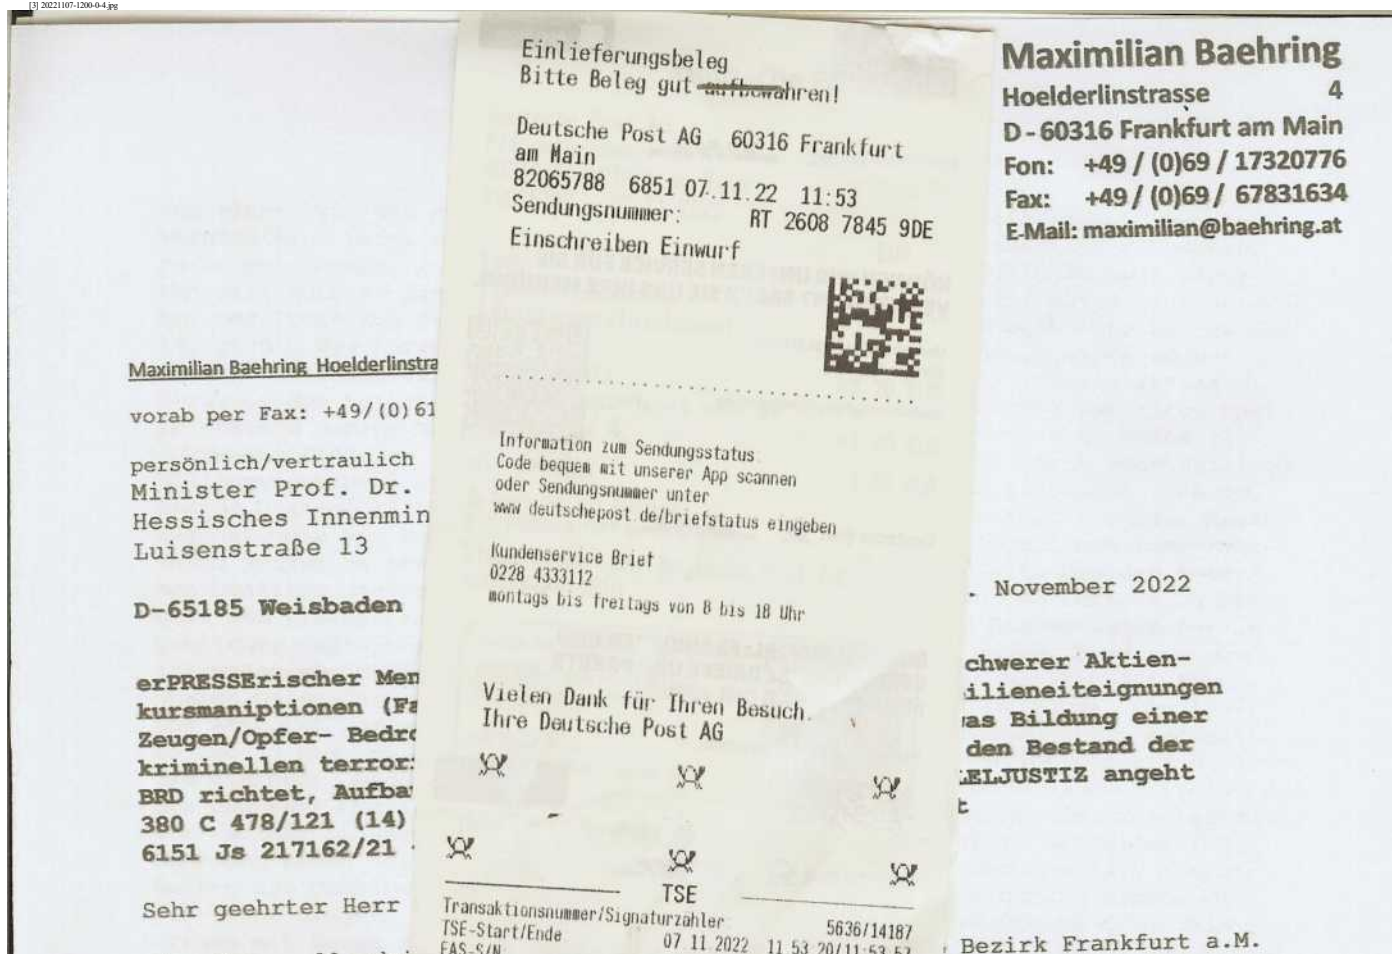 [3] 20221107-1200-0-4.jpg
Maximilian Baehring
Hoelderlinstrasse 4
D - 60316 Frankfurt am Main
Fon: +49 / (0)69 / 17320776
Fax: +49 / (0)69 / 67831634
E-Mail: maximilian@baehring.at
Einlieferungsbeleg
Bitte Beleg gut aufbewahren!
Deutsche Post AG 60316 Frankfurt
am Main
82065788 6851 07.11.22 11:53
Sendungsnummer: RT 2608 7845 9DE
Einschreiben Einwurf
Information zum Sendungsstatus:
Code bequem mit unserer App scannen
oder Sendungsnummer unter
www.deutschepost.de/briefstatus eingeben
Kundenservice Brief
0228 4333112
montags bis freitags von 8 bis 18 Uhr
Vielen Dank für Ihren Besuch.
Ihre Deutsche Post AG
TSE
Transaktionsnummer/Signaturzähler: 5636/14187
TSE-Start/Ende 07.11.2022 11:53:20/11:53:57
EAS-S/N:
Maximilian Baehring Hoelderlinstra
vorab per Fax: +49/(0)61
persönlich/vertraulich
Minister Prof. Dr.
Hessisches Innenmin
Luisenstraße 13
D-65185 Weisbaden
. November 2022
erPRESSErischer Men chwerer Aktien-
kursmaniptionen (Fa ilieneiteignungen
Zeugen/Opfer- Bedro as Bildung einer
kriminellen terror den Bestand der
BRD richtet, Aufba ELJUSTIZ angeht
380 C 478/121 (14) t
6151 Js 217162/21
Sehr geehrter Herr
Bezirk Frankfurt a.M.